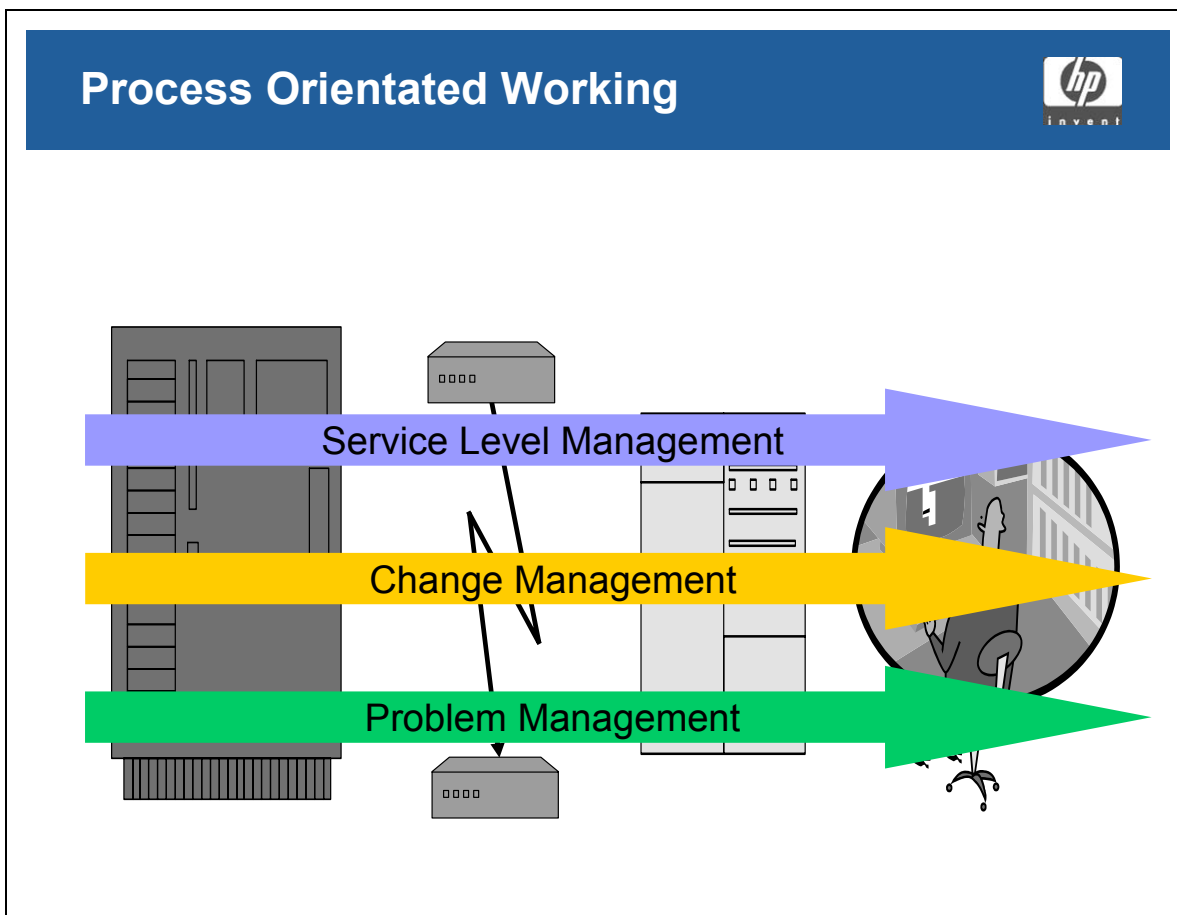 Process Orientated Working
hp
invent
Service Level Management
Change Management
Problem Management